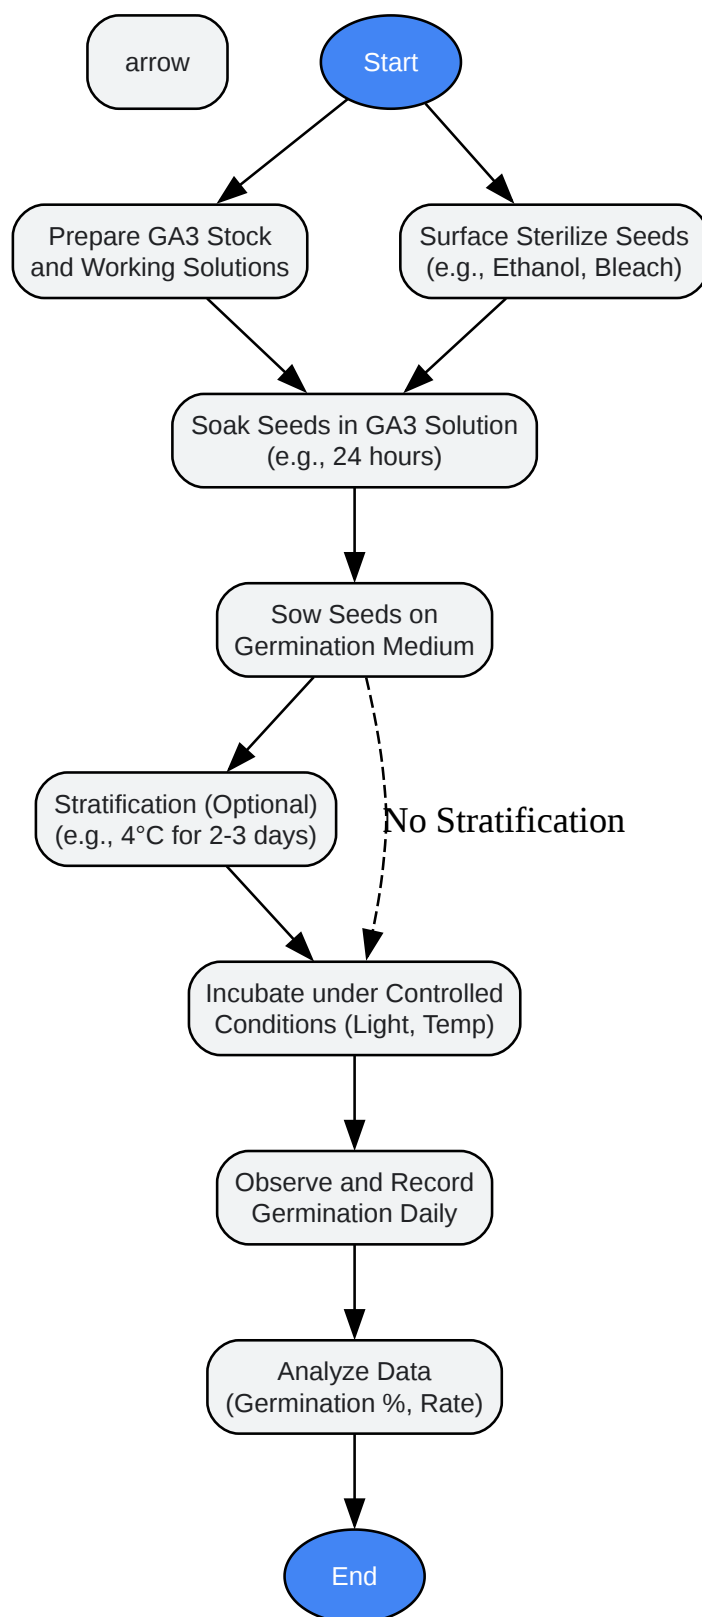 arrow
Start
Prepare GA3 Stock
and Working Solutions
Surface Sterilize Seeds
(e.g., Ethanol, Bleach)
Soak Seeds in GA3 Solution
(e.g., 24 hours)
Sow Seeds on
Germination Medium
Stratification (Optional)
(e.g., 4°C for 2-3 days)
No Stratification
Incubate under Controlled
Conditions (Light, Temp)
Observe and Record
Germination Daily
Analyze Data
(Germination %, Rate)
End